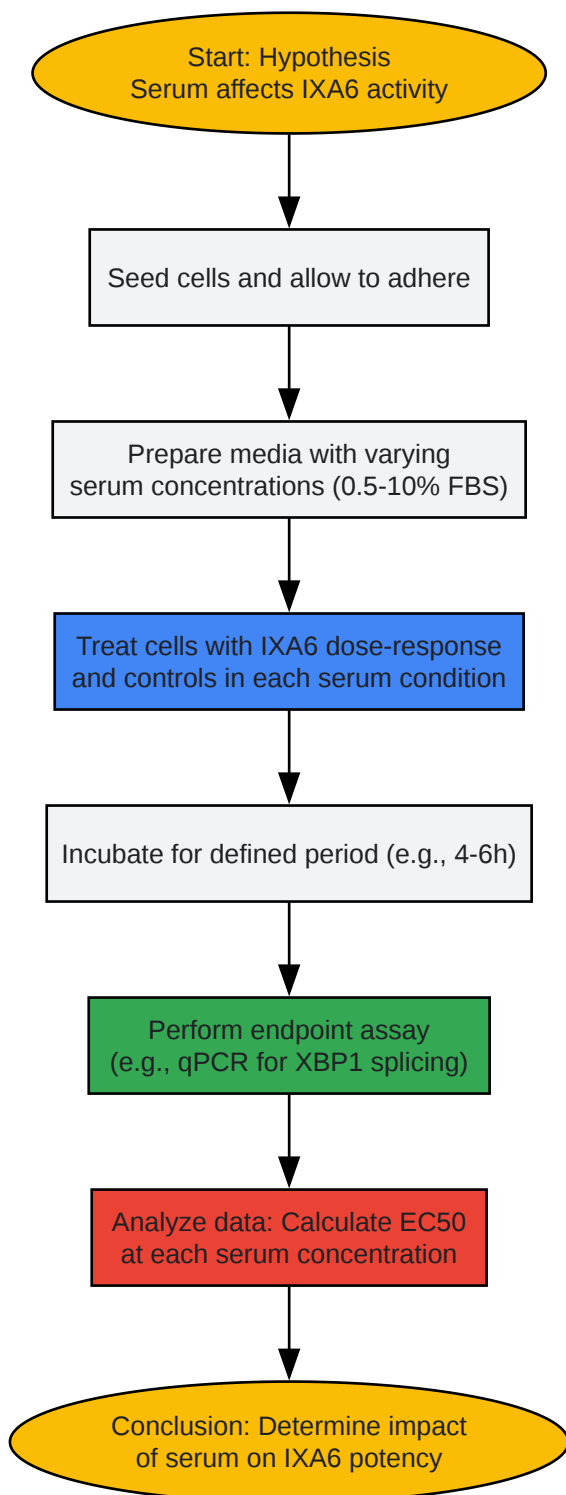 Start: Hypothesis
Serum affects IXA6 activity
Seed cells and allow to adhere
Prepare media with varying
serum concentrations (0.5-10% FBS)
Treat cells with IXA6 dose-response
and controls in each serum condition
Incubate for defined period (e.g., 4-6h)
Perform endpoint assay
(e.g., qPCR for XBP1 splicing)
Analyze data: Calculate EC50
at each serum concentration
Conclusion: Determine impact
of serum on IXA6 potency